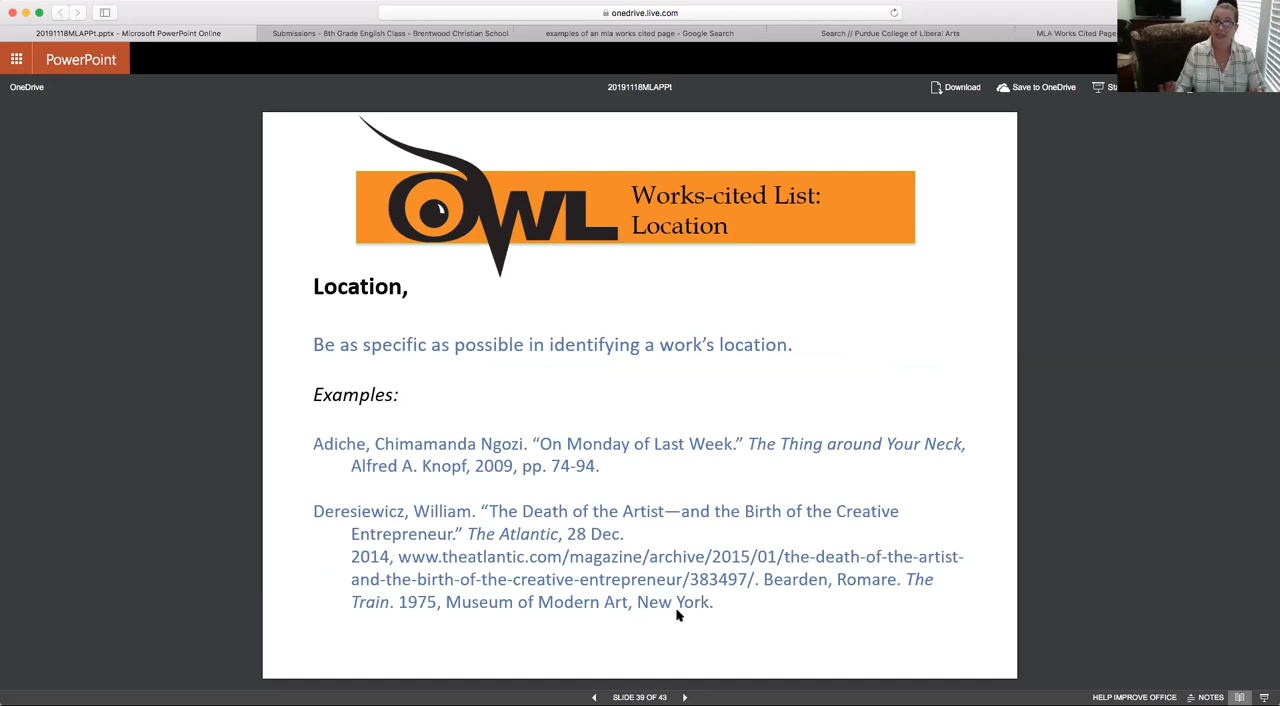 onedrive.live.com
20191118MLAPPt.pptx - Microsoft PowerPoint Online
Submissions - 8th Grade English Class - Brentwood Christian School
examples of an mla works cited page - Google Search
Search // Purdue College of Liberal Arts
MLA Works Cited Page
PowerPoint
OneDrive
20191118MLAPPt
Download
Save to OneDrive
OWL
Works-cited List:
Location
Location,
Be as specific as possible in identifying a work’s location.
Examples:
Adiche, Chimamanda Ngozi. “On Monday of Last Week.” The Thing around Your Neck,
Alfred A. Knopf, 2009, pp. 74-94.
Deresiewicz, William. “The Death of the Artist—and the Birth of the Creative
Entrepreneur.” The Atlantic, 28 Dec.
2014, www.theatlantic.com/magazine/archive/2015/01/the-death-of-the-artist-
and-the-birth-of-the-creative-entrepreneur/383497/. Bearden, Romare. The
Train. 1975, Museum of Modern Art, New York.
SLIDE 39 OF 43
HELP IMPROVE OFFICE
NOTES